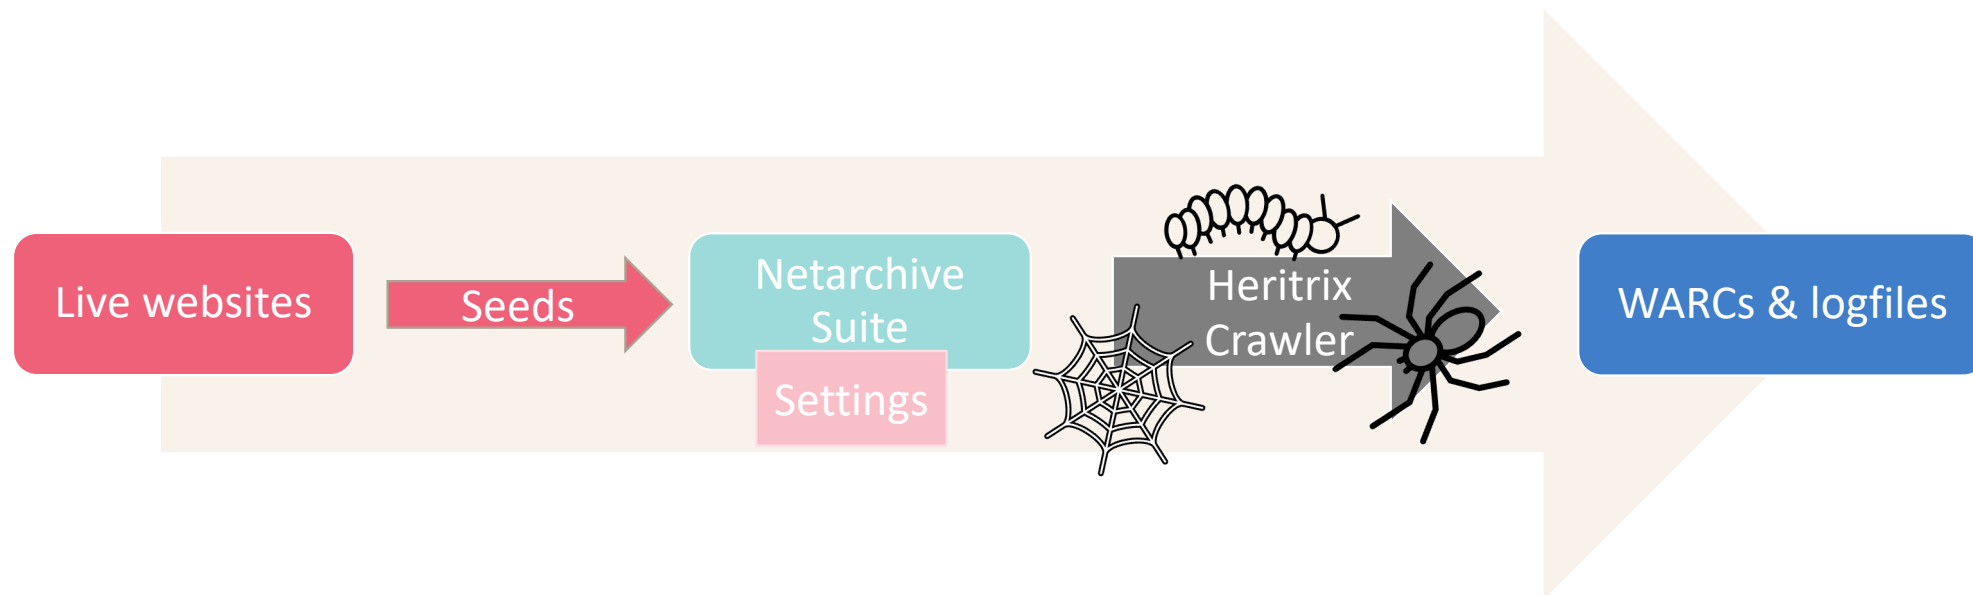 Live websites
Seeds
Netarchive
Suite
Settings
Heritrix
Crawler
WARCs & logfiles